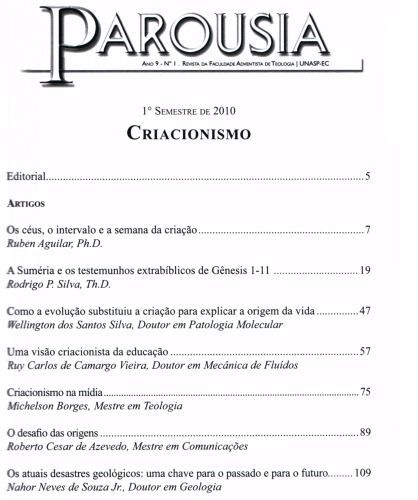 PAROUSIA
ANO 9 - Nº 1 . REVISTA DA FACULDADE ADVENTISTA DE TEOLOGIA | UNASP-EC
1° SEMESTRE DE 2010
CRIACIONISMO
Editorial...5
ARTIGOS
Os céus, o intervalo e a semana da criação...7
Ruben Aguilar, Ph.D.
A Suméria e os testemunhos extrabíblicos de Gênesis 1-11...19
Rodrigo P. Silva, Th.D.
Como a evolução substituiu a criação para explicar a origem da vida...47
Wellington dos Santos Silva, Doutor em Patologia Molecular
Uma visão criacionista da educação...57
Ruy Carlos de Camargo Vieira, Doutor em Mecânica de Fluídos
Criacionismo na mídia...75
Michelson Borges, Mestre em Teologia
O desafio das origens...89
Roberto Cesar de Azevedo, Mestre em Comunicações
Os atuais desastres geológicos: uma chave para o passado e para o futuro...109
Nahor Neves de Souza Jr., Doutor em Geologia